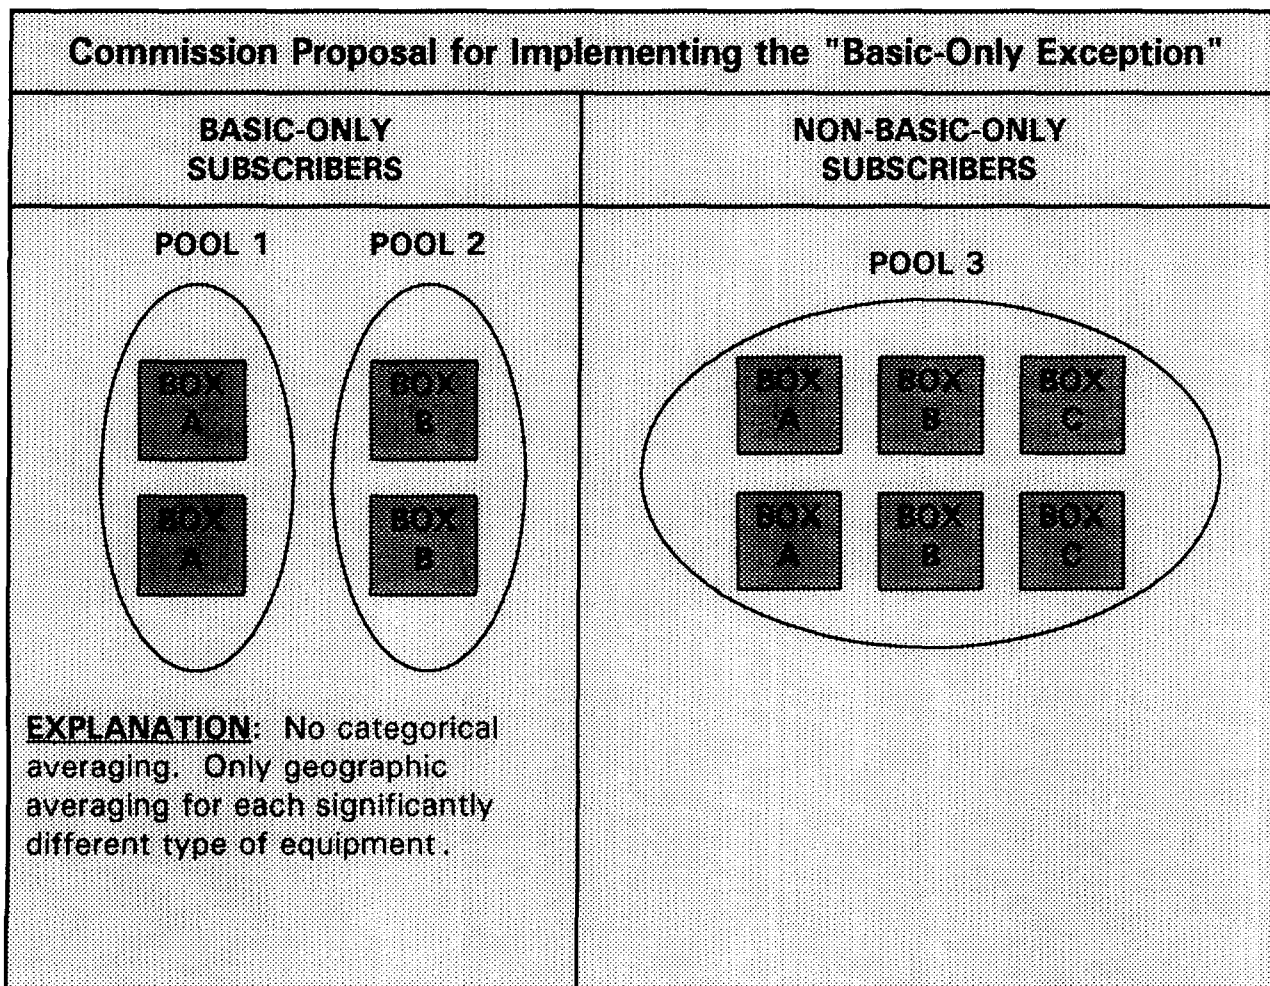 Commission Proposal for Implementing the "Basic-Only Exception"
BASIC-ONLY
SUBSCRIBERS
NON-BASIC-ONLY
SUBSCRIBERS
POOL 1
POOL 2
BOX
A
BOX
B
BOX
A
BOX
B
EXPLANATION: No categorical
averaging. Only geographic
averaging for each significantly
different type of equipment.
POOL 3
BOX
A
BOX
B
BOX
C
BOX
A
BOX
B
BOX
C